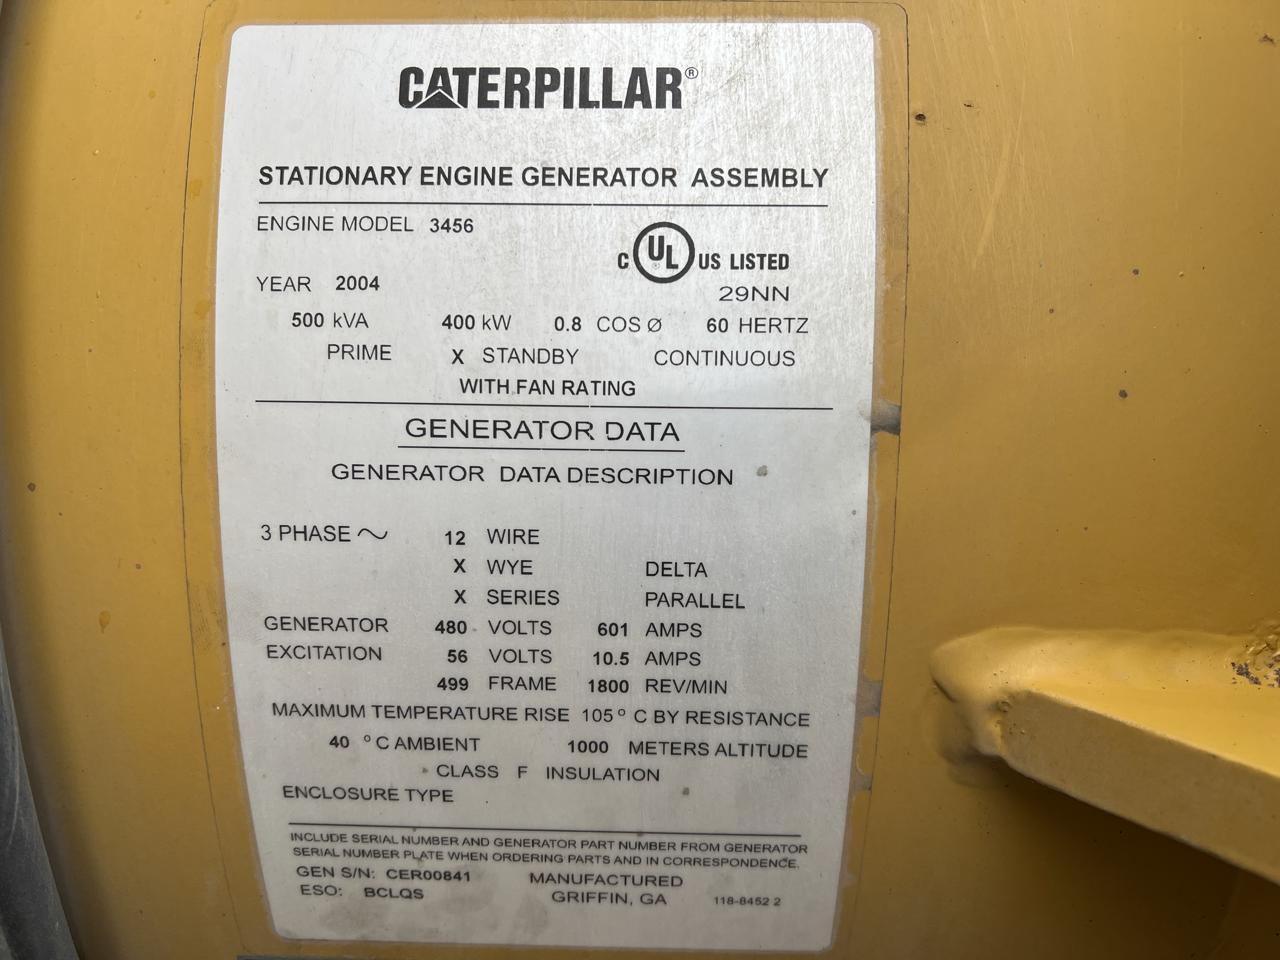 CATERPILLAR®
STATIONARY ENGINE GENERATOR ASSEMBLY
ENGINE MODEL 3456
C UL® US LISTED
29NN
YEAR 2004
500 kVA 400 kW 0.8 COS Ø 60 HERTZ
PRIME X STANDBY CONTINUOUS
WITH FAN RATING
GENERATOR DATA
GENERATOR DATA DESCRIPTION
3 PHASE ~ 12 WIRE
X WYE DELTA
X SERIES PARALLEL
GENERATOR 480 VOLTS 601 AMPS
EXCITATION 56 VOLTS 10.5 AMPS
499 FRAME 1800 REV/MIN
MAXIMUM TEMPERATURE RISE 105° C BY RESISTANCE
40 °C AMBIENT 1000 METERS ALTITUDE
CLASS F INSULATION
ENCLOSURE TYPE
INCLUDE SERIAL NUMBER AND GENERATOR PART NUMBER FROM GENERATOR
SERIAL NUMBER PLATE WHEN ORDERING PARTS AND IN CORRESPONDENCE.
GEN S/N: CER00841 MANUFACTURED
ESO: BCLQS GRIFFIN, GA 118-8452 2